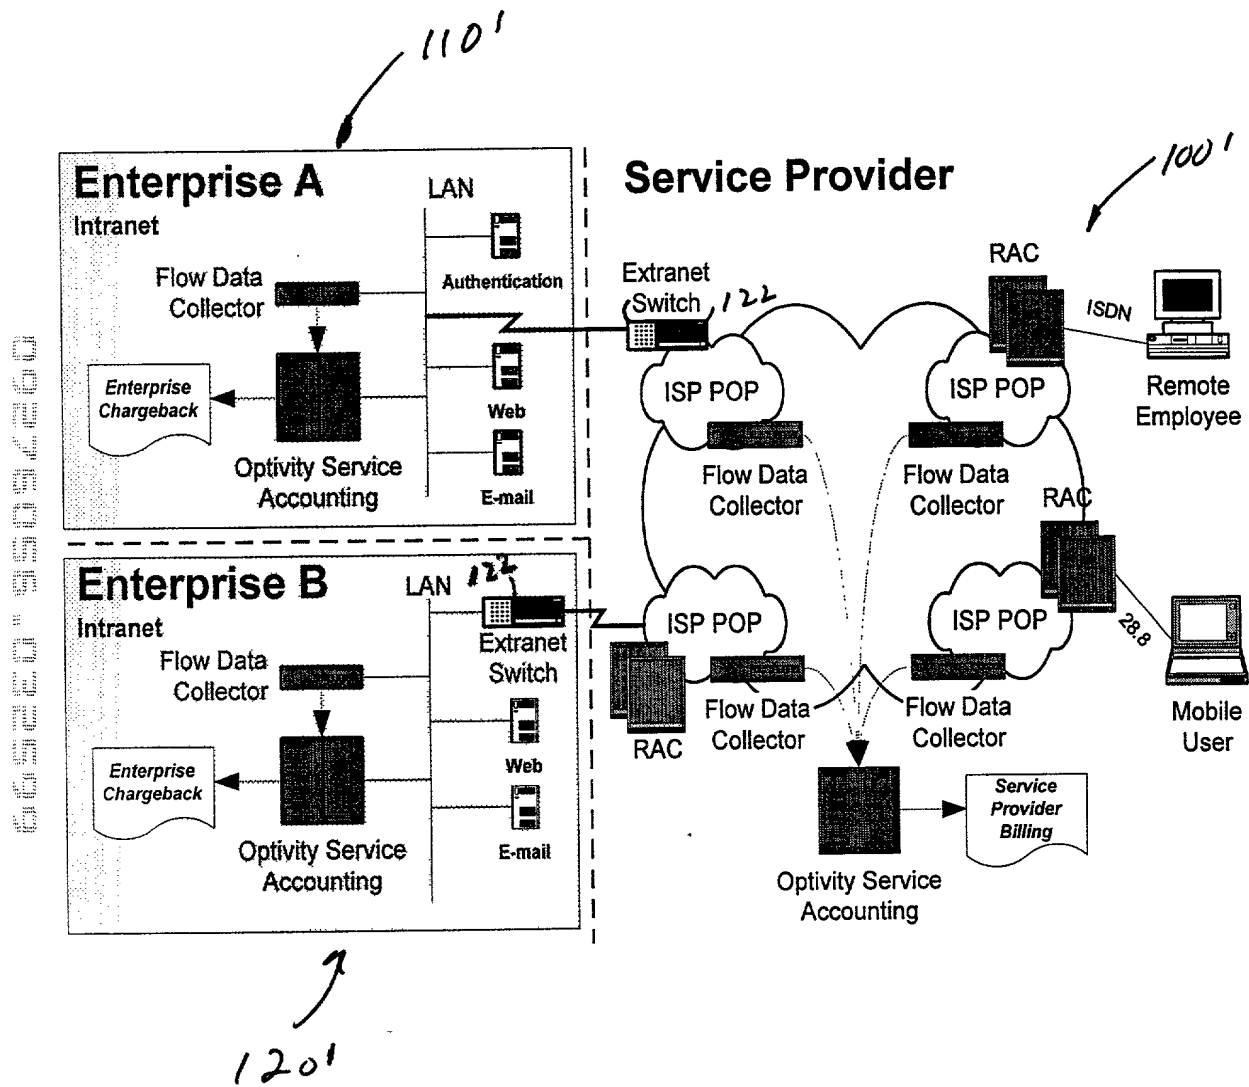 110'
Enterprise A
Intranet
LAN
Flow Data
Collector
Authentication
Enterprise
Chargeback
Web
Optivity Service
Accounting
E-mail
Service Provider
100'
Extranet
Switch
122
RAC
ISDN
Remote
Employee
ISP POP
ISP POP
Flow Data
Collector
Flow Data
Collector
RAC
Enterprise B
Intranet
LAN
122
Extranet
Switch
Flow Data
Collector
Web
Enterprise
Chargeback
Optivity Service
Accounting
E-mail
ISP POP
ISP POP
28.8
RAC
Flow Data
Collector
Flow Data
Collector
Mobile
User
Service
Provider
Billing
Optivity Service
Accounting
120'